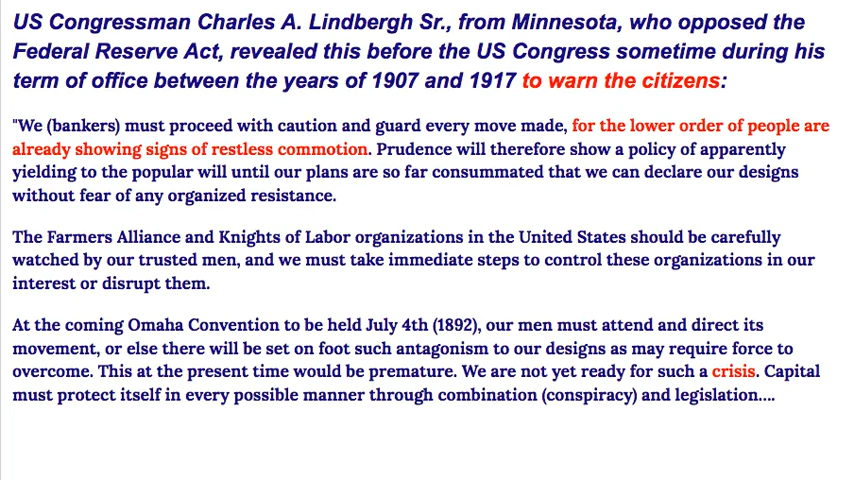 US Congressman Charles A. Lindbergh Sr., from Minnesota, who opposed the
Federal Reserve Act, revealed this before the US Congress sometime during his
term of office between the years of 1907 and 1917 to warn the citizens:
"We (bankers) must proceed with caution and guard every move made, for the lower order of people are
already showing signs of restless commotion. Prudence will therefore show a policy of apparently
yielding to the popular will until our plans are so far consummated that we can declare our designs
without fear of any organized resistance.
The Farmers Alliance and Knights of Labor organizations in the United States should be carefully
watched by our trusted men, and we must take immediate steps to control these organizations in our
interest or disrupt them.
At the coming Omaha Convention to be held July 4th (1892), our men must attend and direct its
movement, or else there will be set on foot such antagonism to our designs as may require force to
overcome. This at the present time would be premature. We are not yet ready for such a crisis. Capital
must protect itself in every possible manner through combination (conspiracy) and legislation....